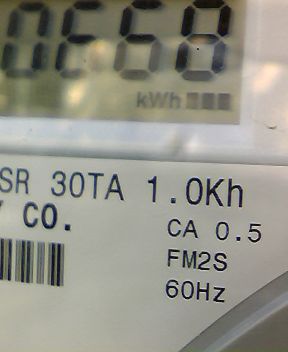 kWh
SR 30TA 1.0Kh
Y CO.
CA 0.5
FM2S
60Hz